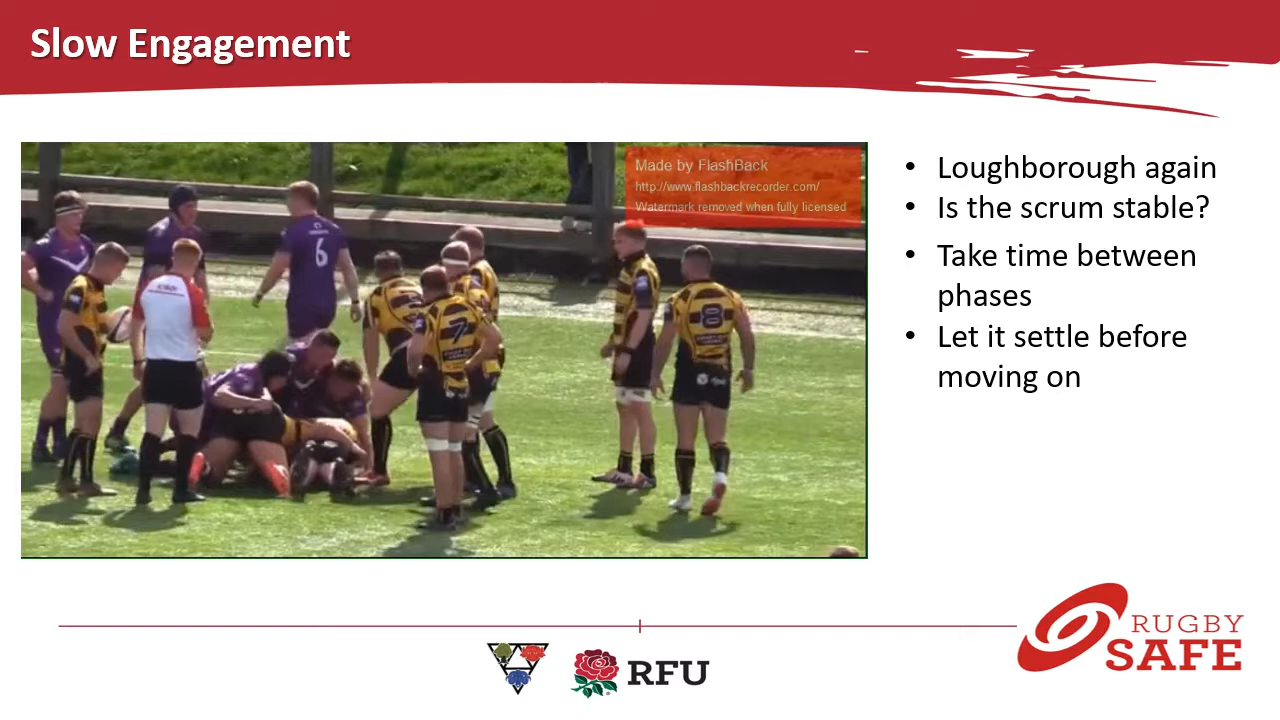 Slow Engagement
Made by FlashBack
http://www.flashbackrecorder.com/
Watermark removed when fully licensed
6
7
8
• Loughborough again
• Is the scrum stable?
• Take time between
phases
• Let it settle before
moving on
RFU
RUGBY
SAFE